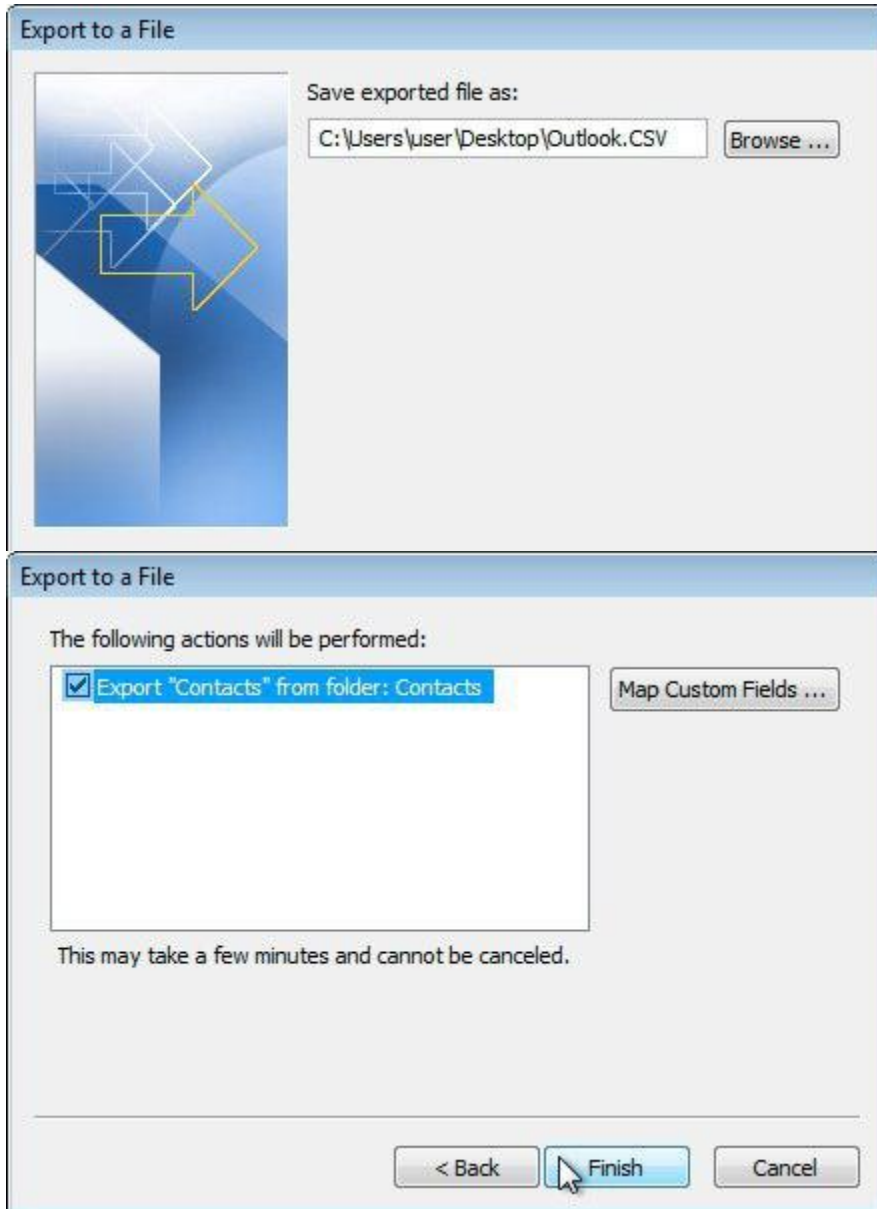 Export to a File
Save exported file as:
C:\Users\user\Desktop\Outlook.CSV
Browse ...
Export to a File
The following actions will be performed:
Export "Contacts" from folder: Contacts
Map Custom Fields ...
This may take a few minutes and cannot be canceled.
< Back
Finish
Cancel